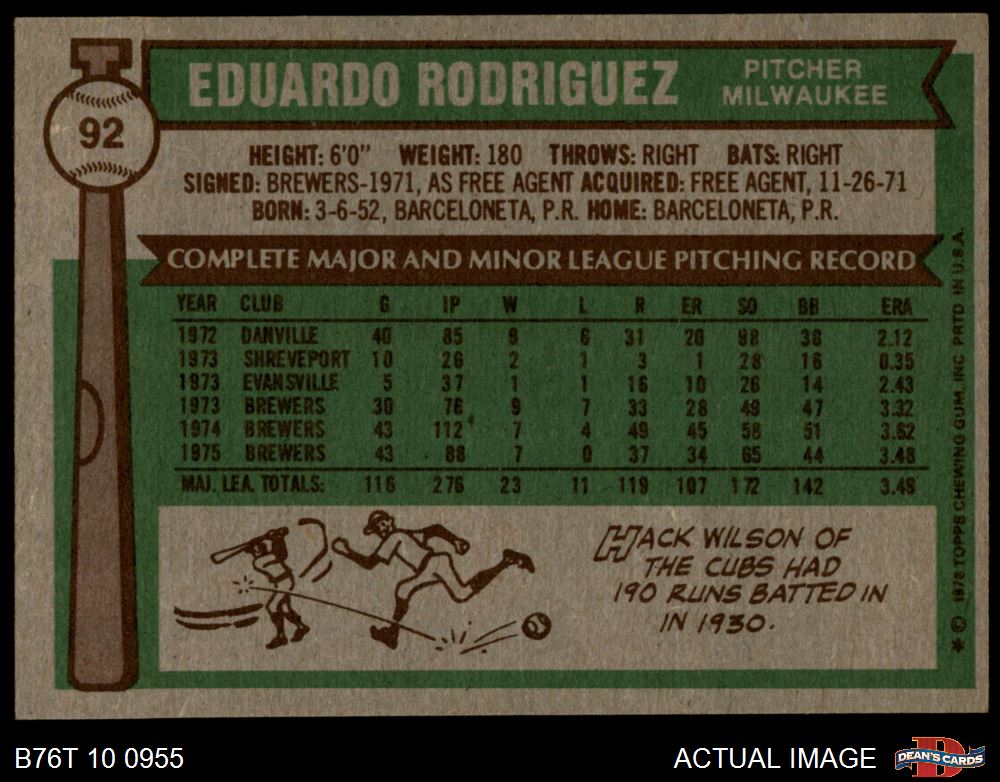 EDUARDO RODRIGUEZ
PITCHER
MILWAUKEE
92
HEIGHT: 6'0" WEIGHT: 180 THROWS: RIGHT BATS: RIGHT
SIGNED: BREWERS-1971, AS FREE AGENT ACQUIRED: FREE AGENT, 11-26-71
BORN: 3-6-52, BARCELONETA, P.R. HOME: BARCELONETA, P.R.
COMPLETE MAJOR AND MINOR LEAGUE PITCHING RECORD
YEAR CLUB G IP W L R ER SO BB ERA
1972 DANVILLE 40 85 9 6 31 20 98 38 2.12
1973 SHREVEPORT 10 26 2 1 3 1 28 16 0.35
1973 EVANSVILLE 5 37 1 1 16 10 26 14 2.43
1973 BREWERS 30 76 9 7 33 28 49 47 3.32
1974 BREWERS 43 112 7 4 49 45 58 51 3.62
1975 BREWERS 43 88 7 0 37 34 65 44 3.48
MAJ. LEA. TOTALS: 116 276 23 11 119 107 172 142 3.49
HACK WILSON OF
THE CUBS HAD
190 RUNS BATTED IN
IN 1930.
* © 1976 TOPPS CHEWING GUM, INC. PRTD. IN U.S.A.
B76T 10 0955
ACTUAL IMAGE
D
DEAN'S CARDS